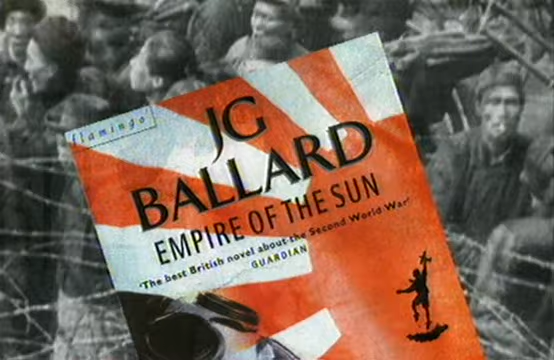 flamingo
JG
BALLARD
EMPIRE OF THE SUN
'The best British novel about the Second World War'
GUARDIAN